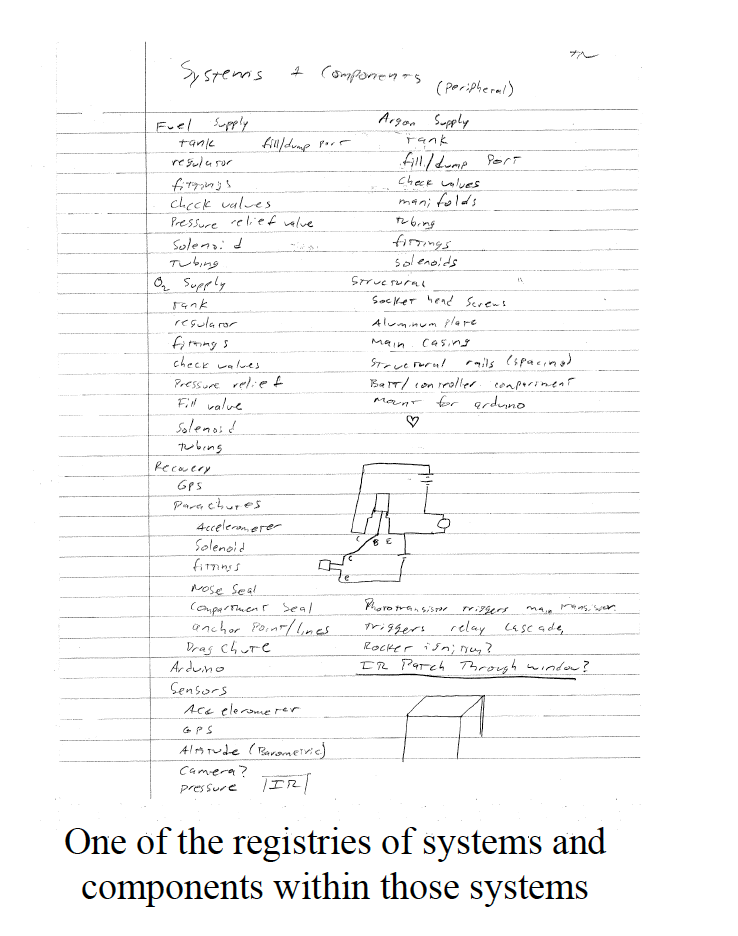 Systems & Components (Peripheral)
Fuel Supply
tank fill/dump port
regulator
fittings
check valves
Pressure relief valve
Solenoid
Tubing
O2 Supply
tank
regulator
fittings
check valves
Pressure relief
Fill valve
Solenoid
tubing
Argon Supply
Tank
fill/dump Port
Check valves
manifolds
tubing
fittings
solenoids
Structural
Socket head Screws
Aluminum plate
Main casing
Structural rails (spacing)
Batt/controller compartment
Mount for arduino
♡
Recovery
GPS
Parachutes
Accelerometer
Solenoid
fittings
Nose Seal
Compartment Seal
anchor Point/lines
Drag Chute
Arduino
Sensors
Accelerometer
GPS
Altitude (Barometric)
Camera?
pressure IR
C B E
C
e
Phototransistor triggers main transistor
triggers relay cascade,
Rocket ignition?
IR Patch Through window?
One of the registries of systems and
components within those systems